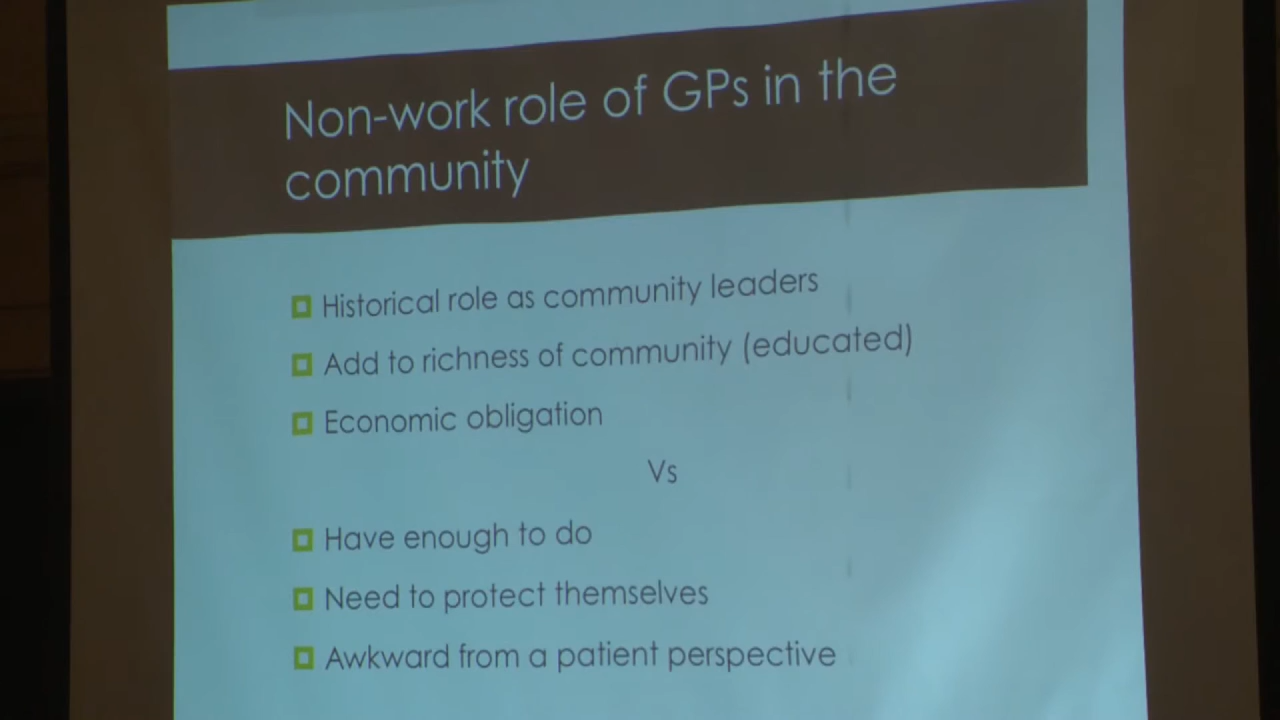 Non-work role of GPs in the
community
Historical role as community leaders
Add to richness of community (educated)
Economic obligation
Vs
Have enough to do
Need to protect themselves
Awkward from a patient perspective